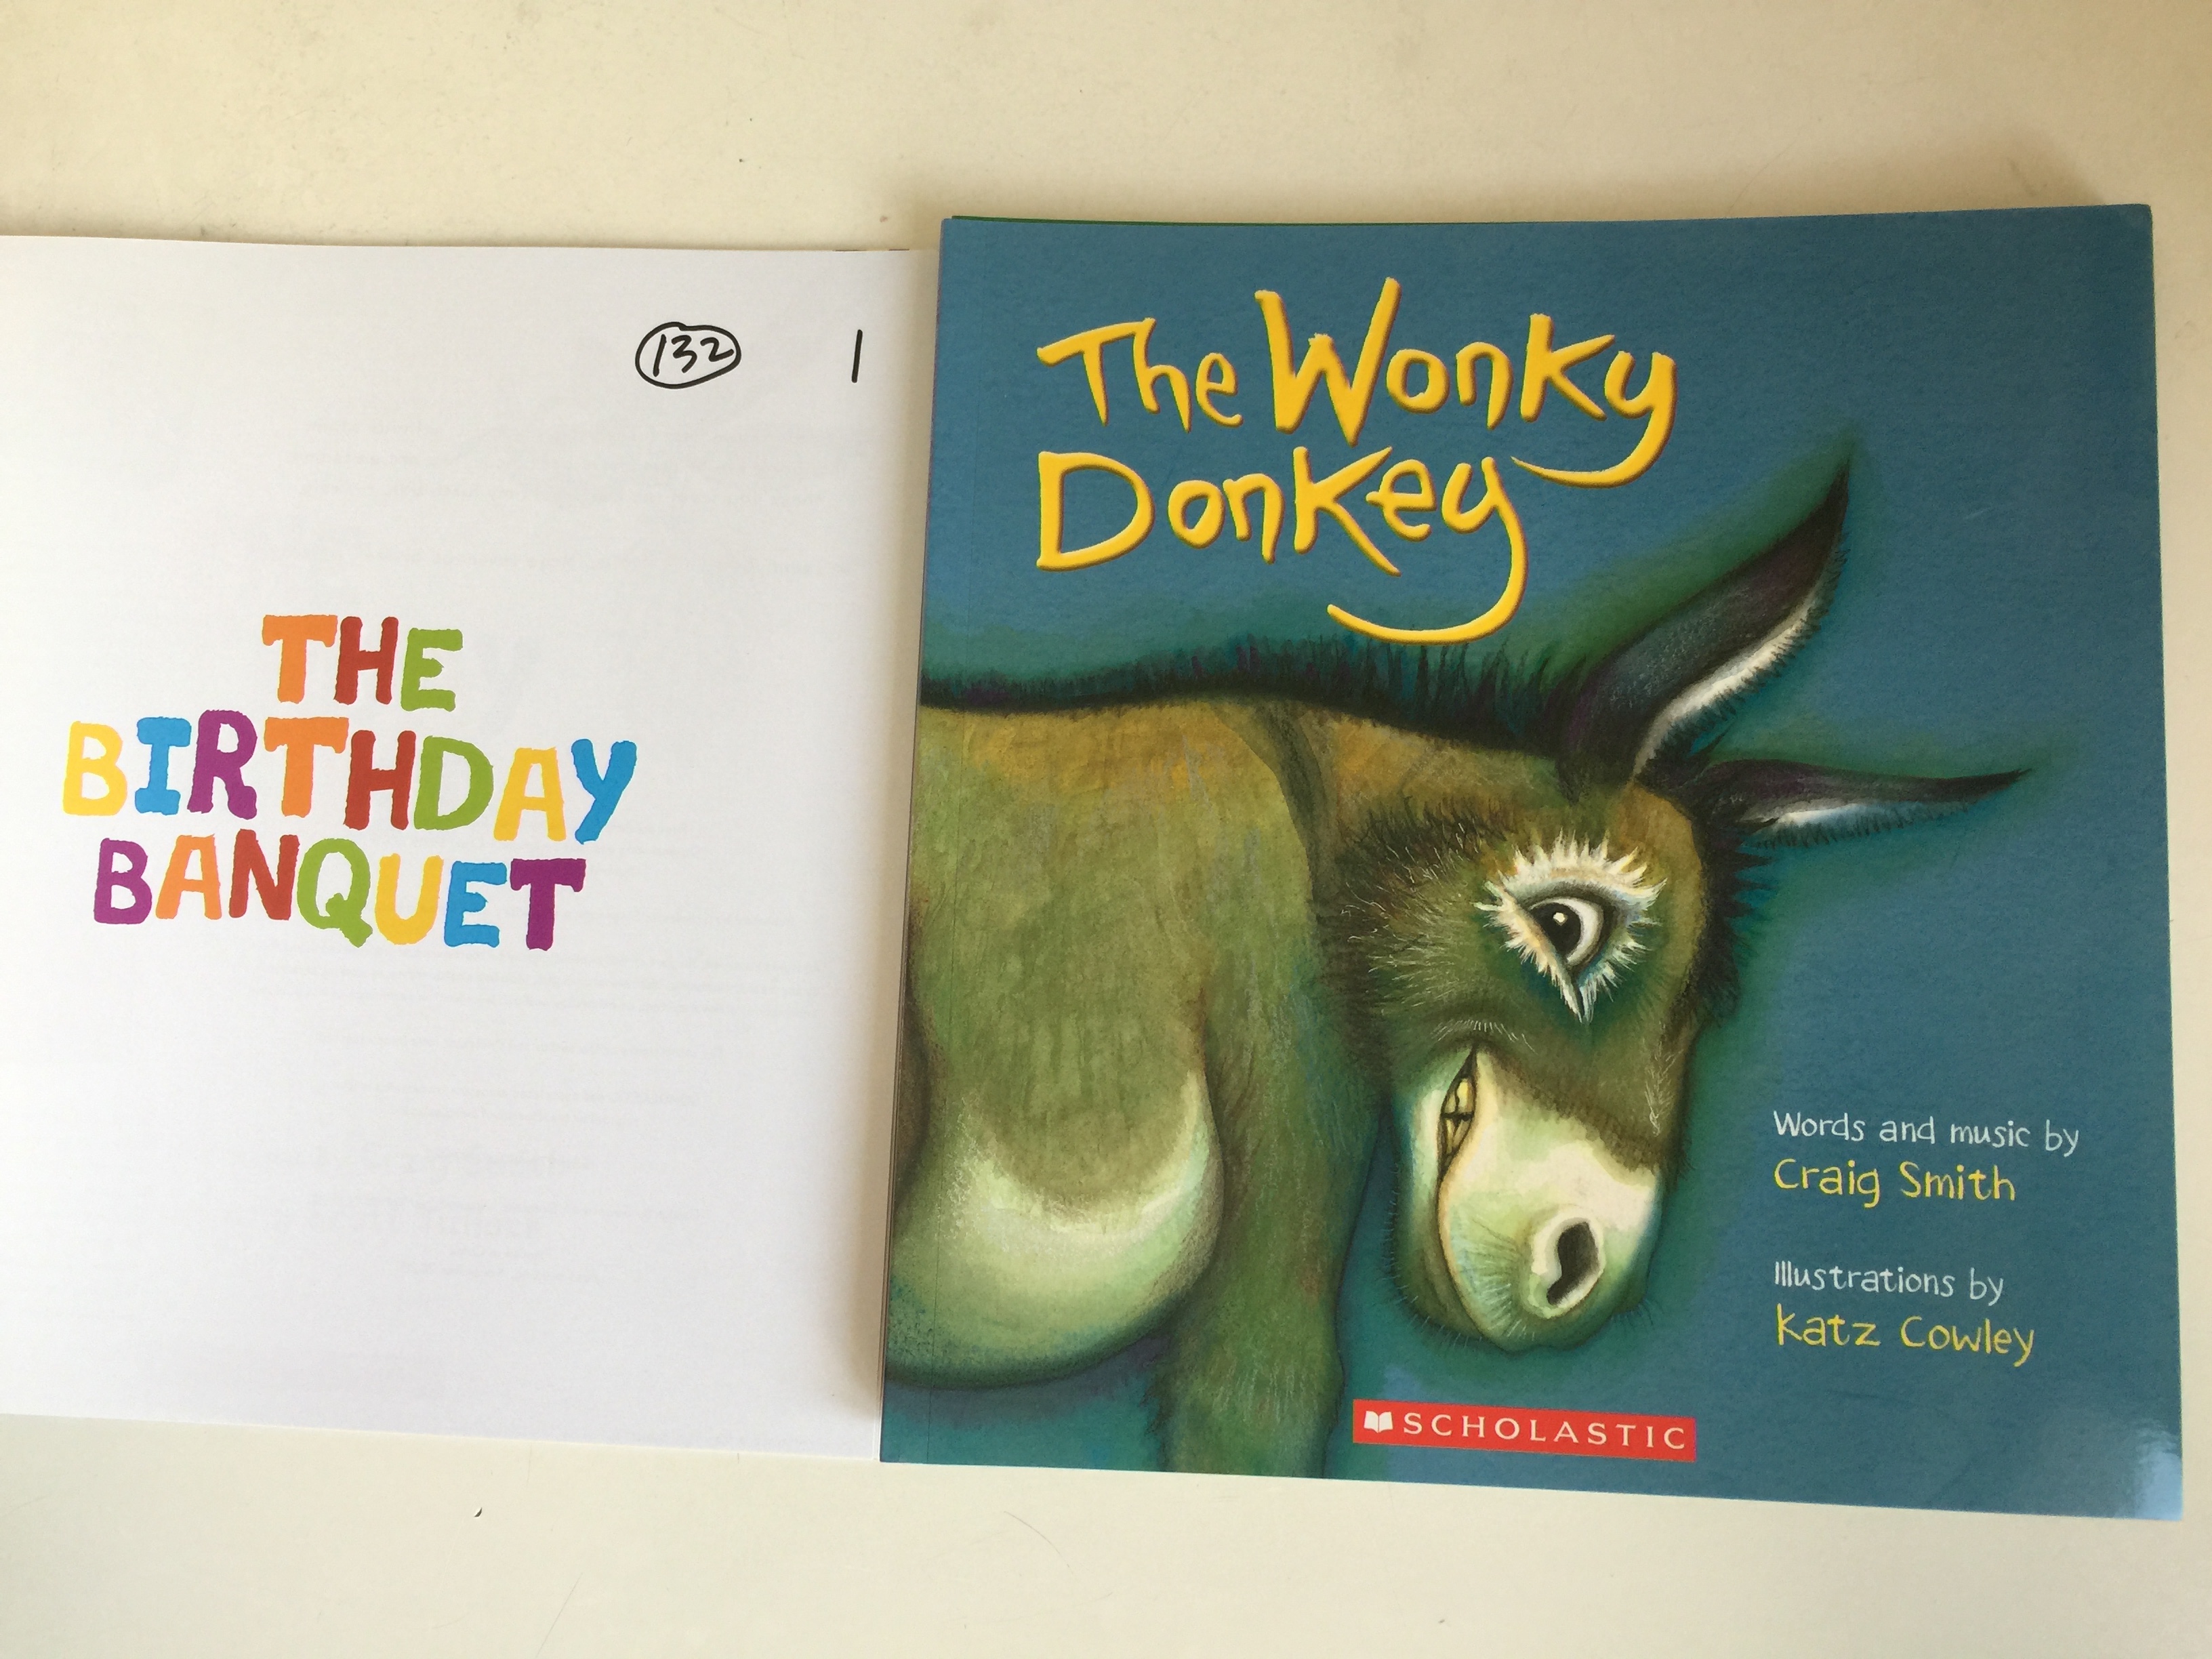 132 1
THE
BIRTHDAY
BANQUET
The Wonky
Donkey
Words and music by
Craig Smith
Illustrations by
Katz Cowley
SCHOLASTIC